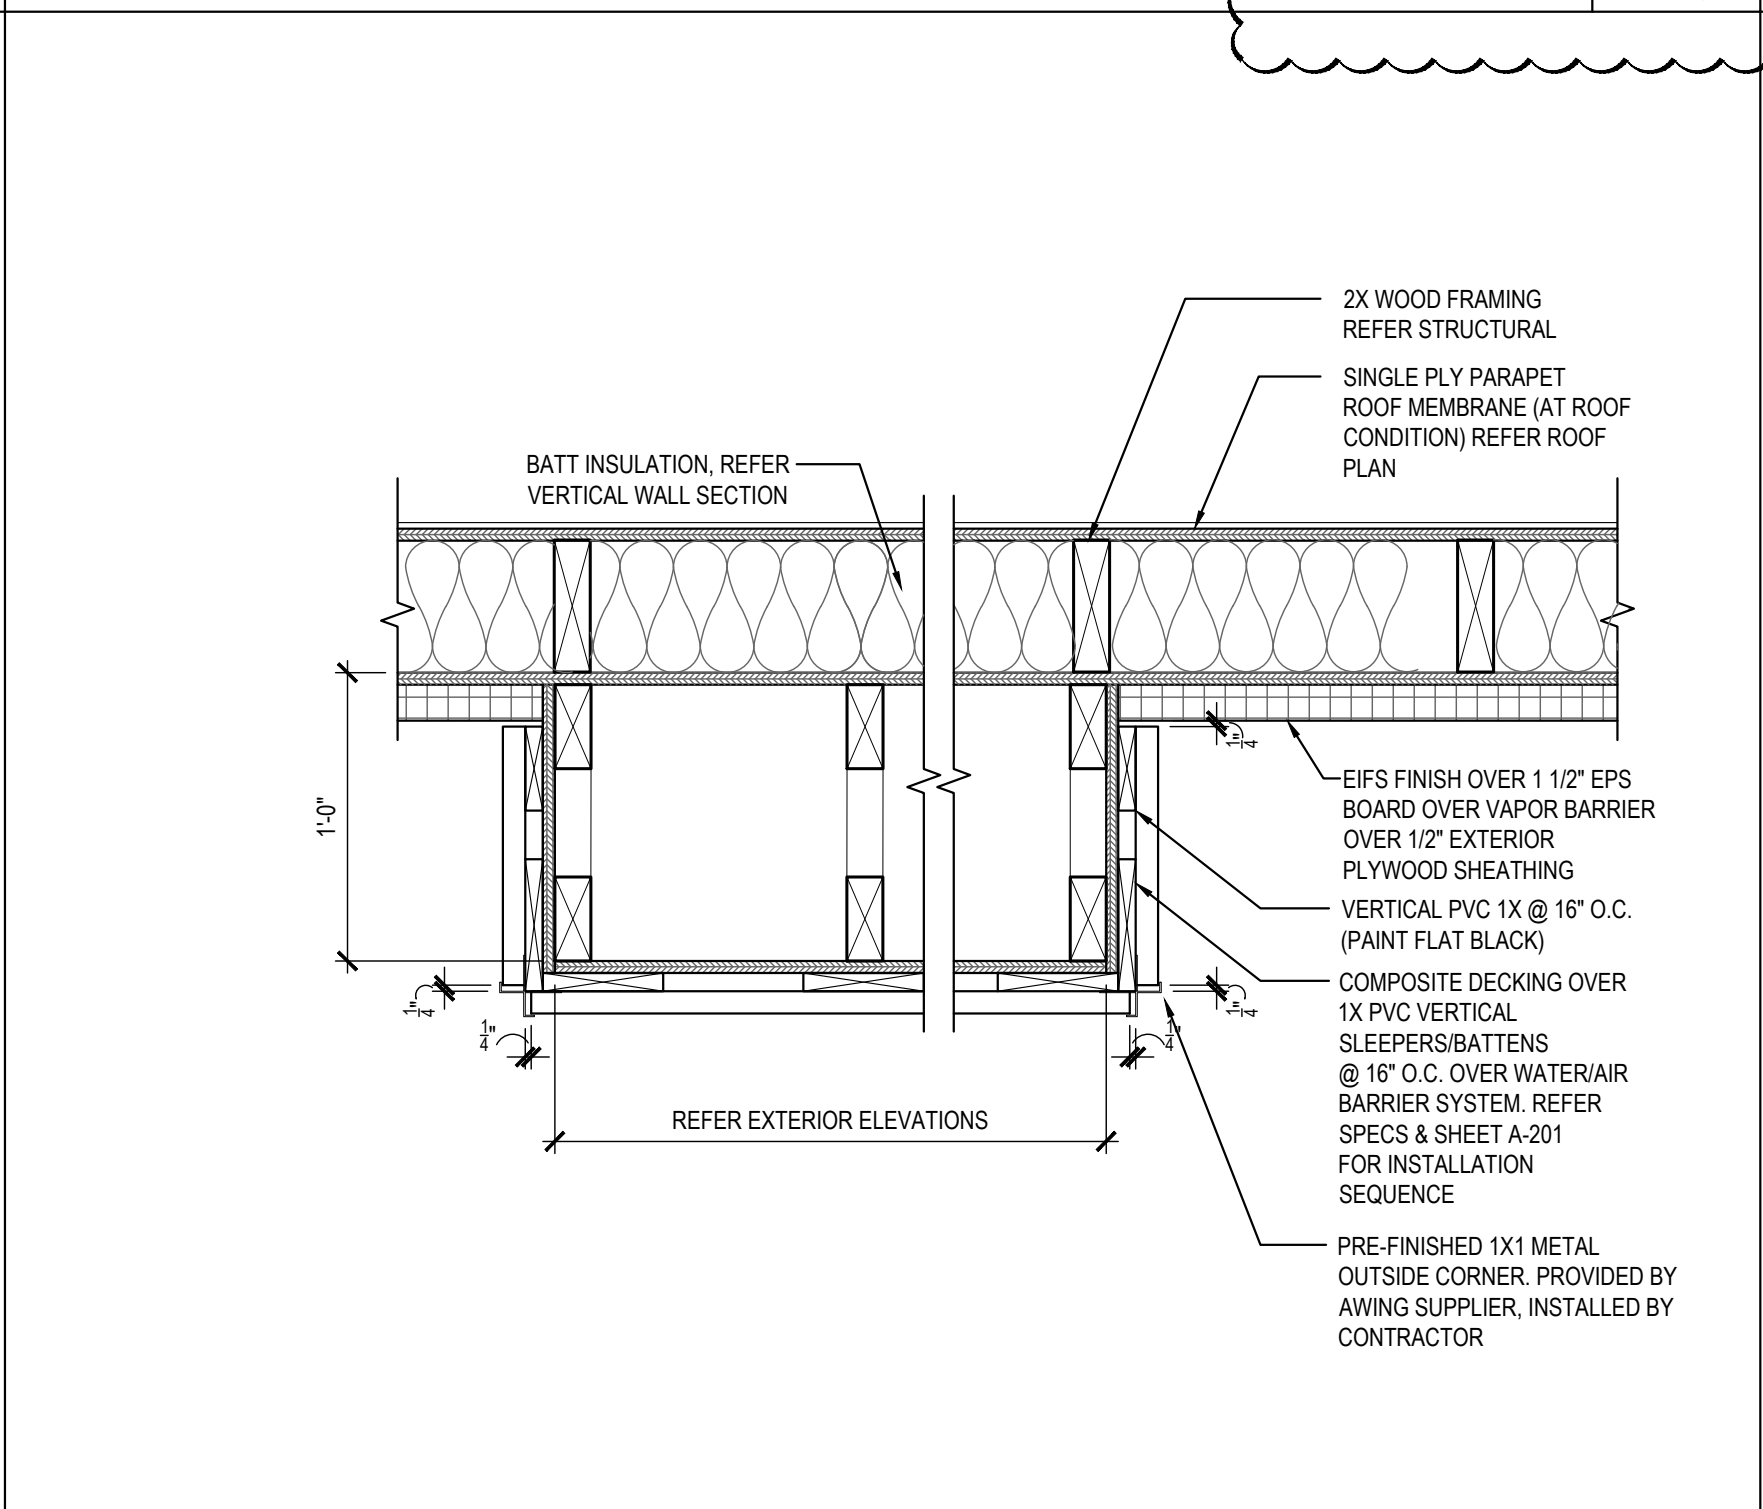 2X WOOD FRAMING
REFER STRUCTURAL
SINGLE PLY PARAPET
ROOF MEMBRANE (AT ROOF
CONDITION) REFER ROOF
PLAN
BATT INSULATION, REFER
VERTICAL WALL SECTION
1'-0"
1/4"
EIFS FINISH OVER 1 1/2" EPS
BOARD OVER VAPOR BARRIER
OVER 1/2" EXTERIOR
PLYWOOD SHEATHING
VERTICAL PVC 1X @ 16" O.C.
(PAINT FLAT BLACK)
COMPOSITE DECKING OVER
1X PVC VERTICAL
SLEEPERS/BATTENS
@ 16" O.C. OVER WATER/AIR
BARRIER SYSTEM. REFER
SPECS & SHEET A-201
FOR INSTALLATION
SEQUENCE
1/4"
1/4"
1/4"
1/4"
REFER EXTERIOR ELEVATIONS
PRE-FINISHED 1X1 METAL
OUTSIDE CORNER. PROVIDED BY
AWING SUPPLIER, INSTALLED BY
CONTRACTOR